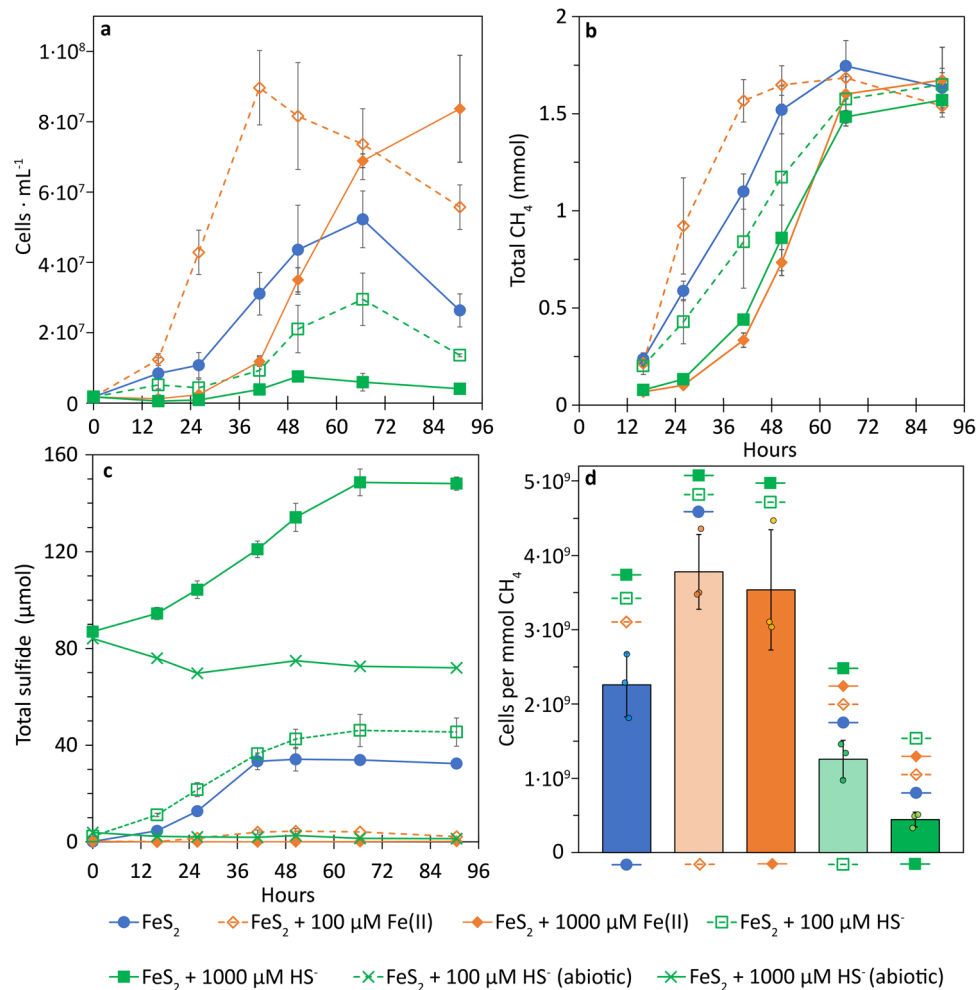 a
Cells · mL⁻¹
1·10⁸
8·10⁷
6·10⁷
4·10⁷
2·10⁷
0
0 12 24 36 48 60 72 84 96
b
Total CH₄ (mmol)
2
1.5
1
0.5
0
0 12 24 36 48 60 72 84 96
Hours
c
Total sulfide (µmol)
160
120
80
40
0
0 12 24 36 48 60 72 84 96
Hours
d
Cells per mmol CH₄
5·10⁹
4·10⁹
3·10⁹
2·10⁹
1·10⁹
0
FeS₂ FeS₂ + 100 µM Fe(II) FeS₂ + 1000 µM Fe(II) FeS₂ + 100 µM HS⁻
FeS₂ + 1000 µM HS⁻ FeS₂ + 100 µM HS⁻ (abiotic) FeS₂ + 1000 µM HS⁻ (abiotic)